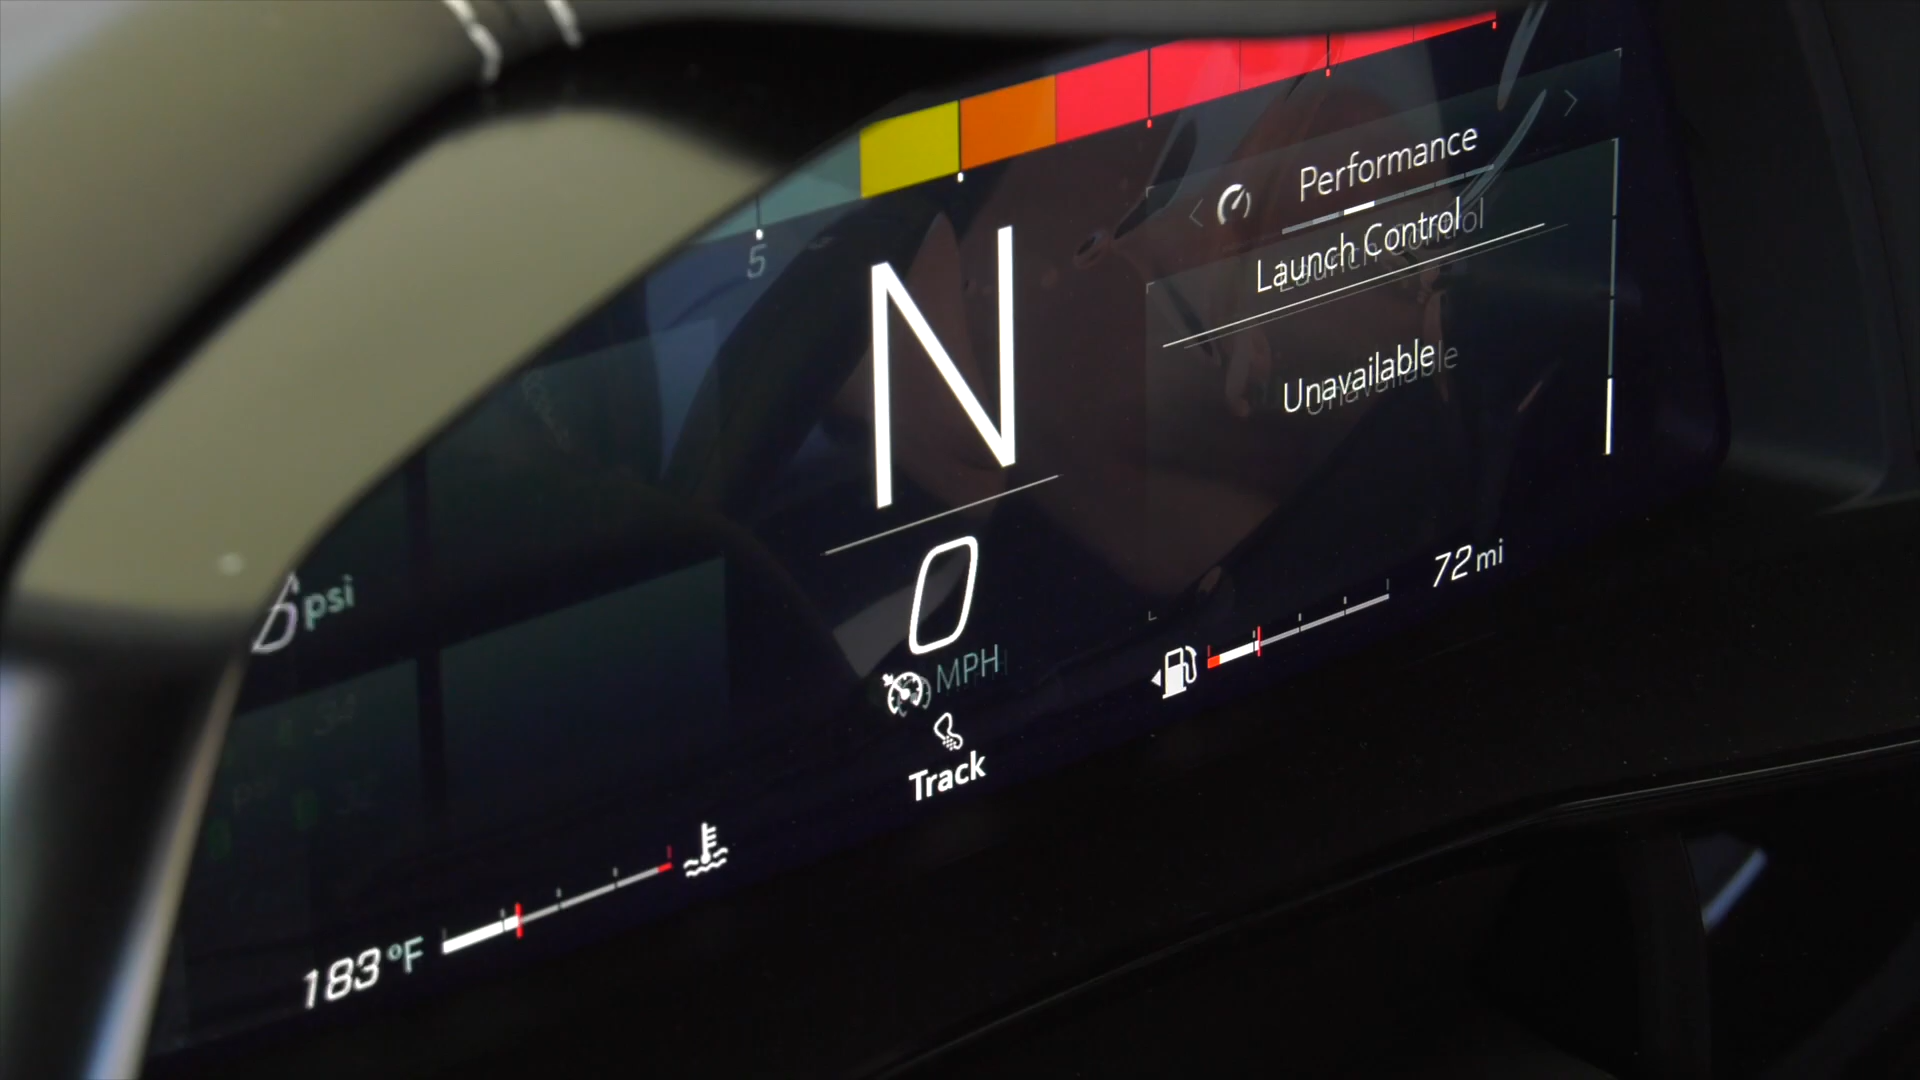 Performance
Launch Control
Unavailable
5
N
0
MPH
Track
psi
72 mi
183 °F